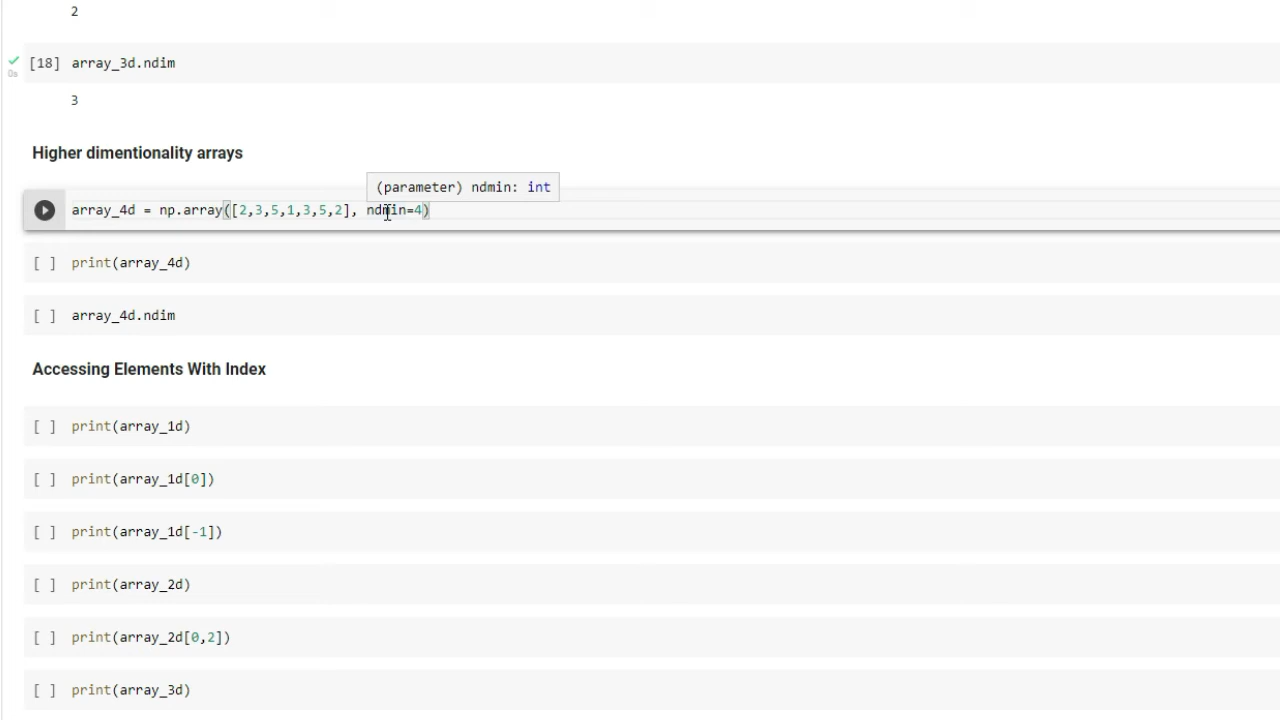 2
[18] array_3d.ndim
0s
3
Higher dimentionality arrays
(parameter) ndmin: int
array_4d = np.array([2,3,5,1,3,5,2], ndmin=4)
[ ] print(array_4d)
[ ] array_4d.ndim
Accessing Elements With Index
[ ] print(array_1d)
[ ] print(array_1d[0])
[ ] print(array_1d[-1])
[ ] print(array_2d)
[ ] print(array_2d[0,2])
[ ] print(array_3d)